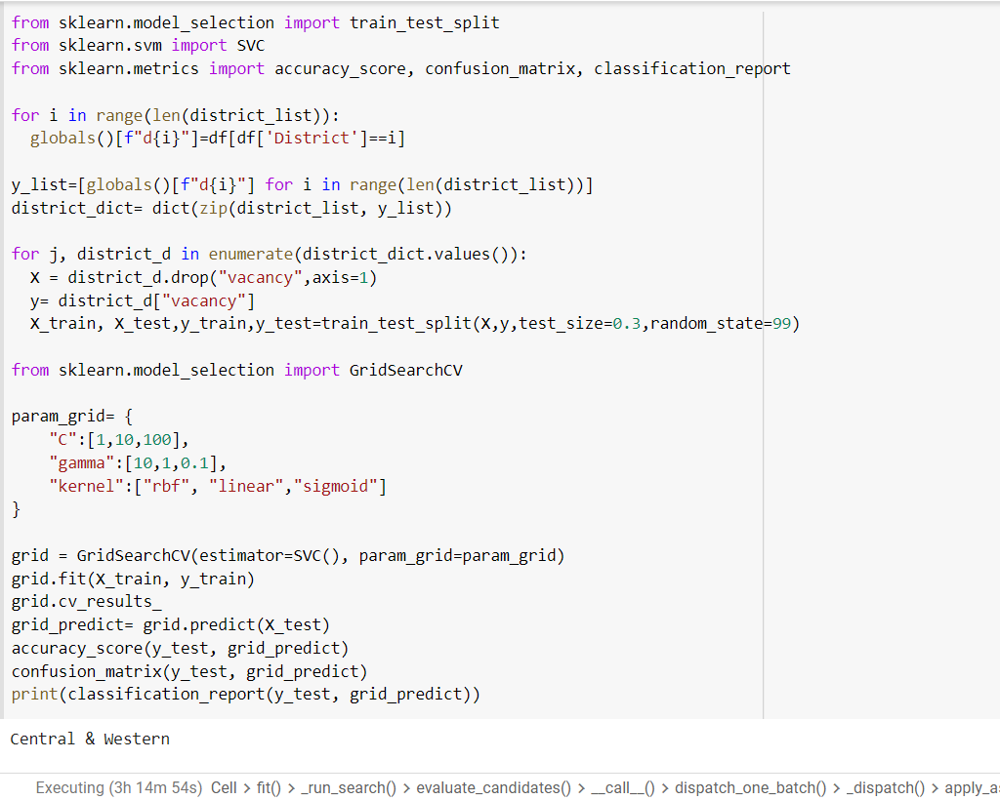 from sklearn.model_selection import train_test_split
from sklearn.svm import SVC
from sklearn.metrics import accuracy_score, confusion_matrix, classification_report
for i in range(len(district_list)):
  globals()[f"d{i}"]=df[df['District']==i]
y_list=[globals()[f"d{i}"] for i in range(len(district_list))]
district_dict= dict(zip(district_list, y_list))
for j, district_d in enumerate(district_dict.values()):
  X = district_d.drop("vacancy",axis=1)
  y= district_d["vacancy"]
  X_train, X_test,y_train,y_test=train_test_split(X,y,test_size=0.3,random_state=99)
from sklearn.model_selection import GridSearchCV
param_grid= {
    "C":[1,10,100],
    "gamma":[10,1,0.1],
    "kernel":["rbf", "linear","sigmoid"]
}
grid = GridSearchCV(estimator=SVC(), param_grid=param_grid)
grid.fit(X_train, y_train)
grid.cv_results_
grid_predict= grid.predict(X_test)
accuracy_score(y_test, grid_predict)
confusion_matrix(y_test, grid_predict)
print(classification_report(y_test, grid_predict))
Central & Western
Executing (3h 14m 54s) Cell > fit() > _run_search() > evaluate_candidates() > __call__() > dispatch_one_batch() > _dispatch() > apply_a